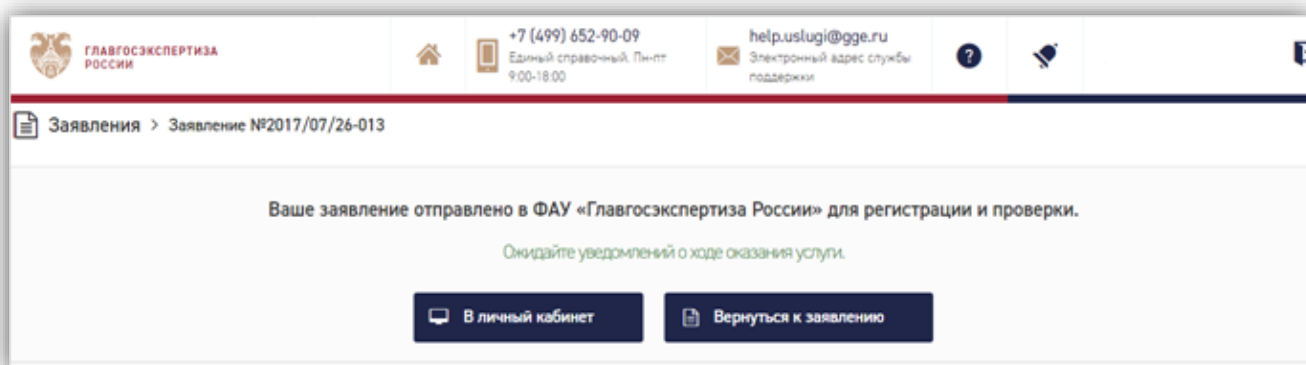 ГЛАВГОСЭКСПЕРТИЗА
РОССИИ
+7 (499) 652-90-09
Единый справочный. Пн-пт
9:00-18:00
help.uslugi@gge.ru
Электронный адрес службы
поддержки
?
Заявления > Заявление №2017/07/26-013
Ваше заявление отправлено в ФАУ «Главгосэкспертиза России» для регистрации и проверки.
Ожидайте уведомлений о ходе оказания услуги.
В личный кабинет
Вернуться к заявлению